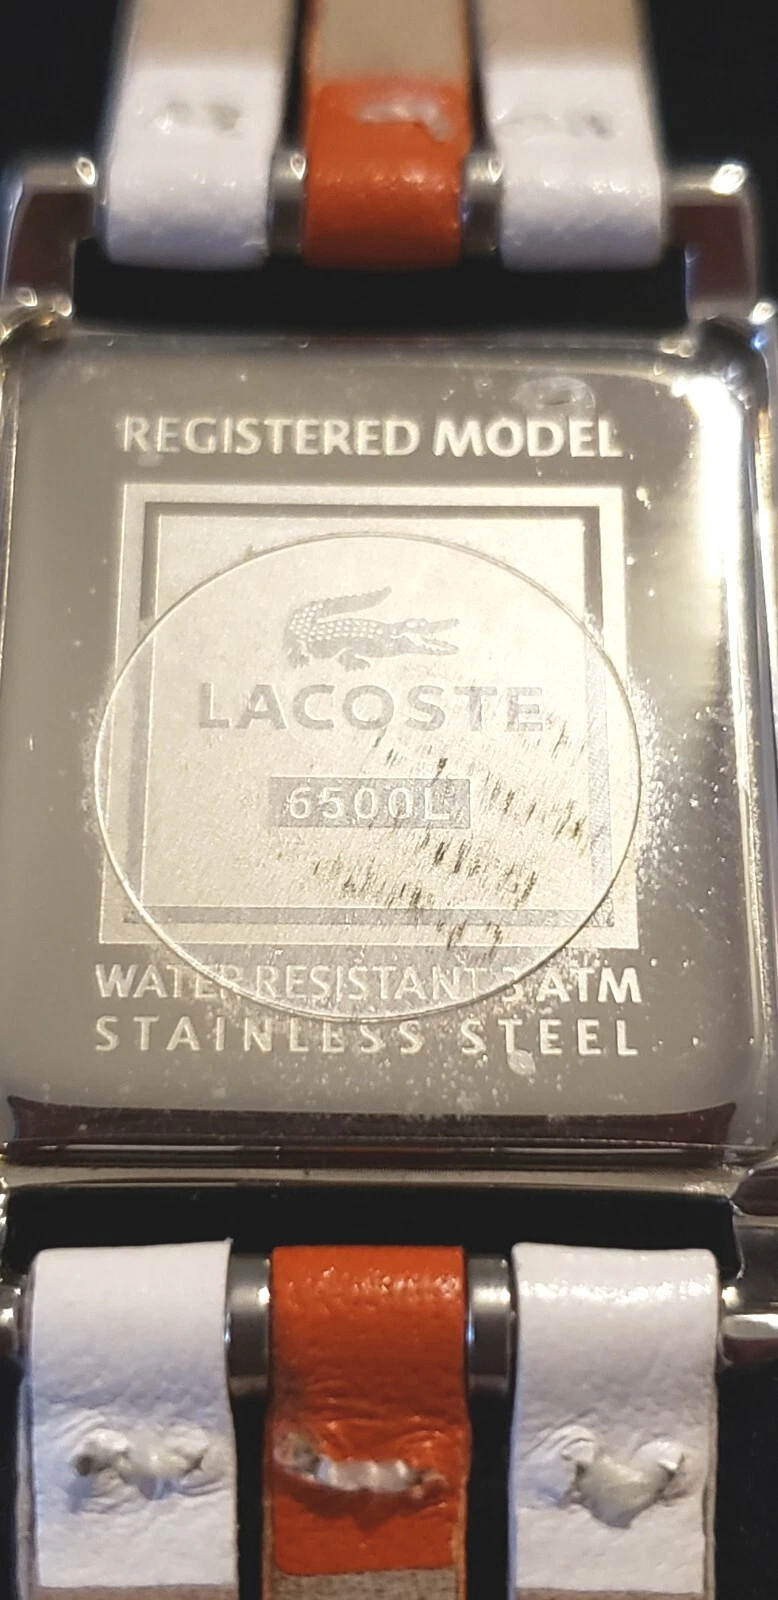 REGISTERED MODEL
LACOSTE
6500L
WATER RESISTANT 3 ATM
STAINLESS STEEL